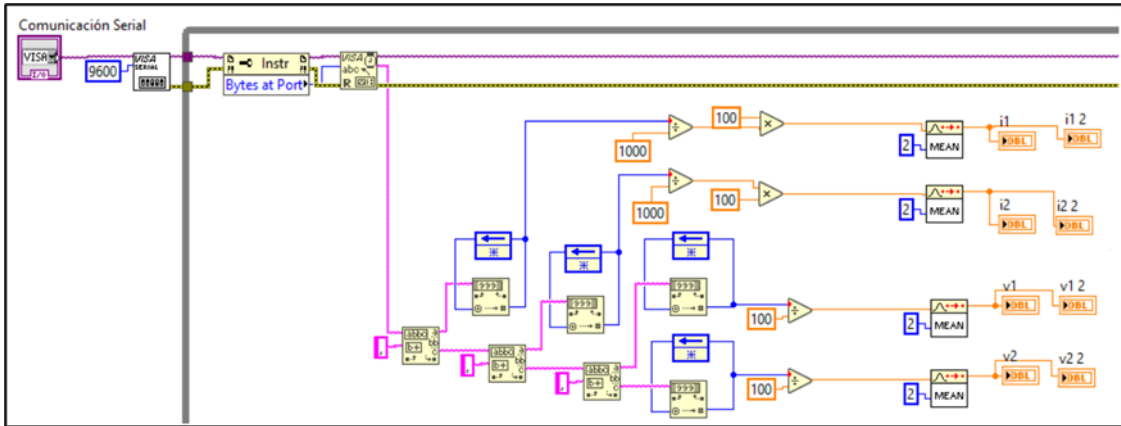 Comunicación Serial
VISA
I/O
9600
VISA
SERIAL
Instr
Bytes at Port
VISA
abc
R
100
1000
÷
×
2
MEAN
i1
DBL
i1 2
DBL
1000
÷
100
×
2
MEAN
i2
DBL
i2 2
DBL
,
,
,
100
÷
2
MEAN
v1
DBL
v1 2
DBL
100
÷
2
MEAN
v2
DBL
v2 2
DBL